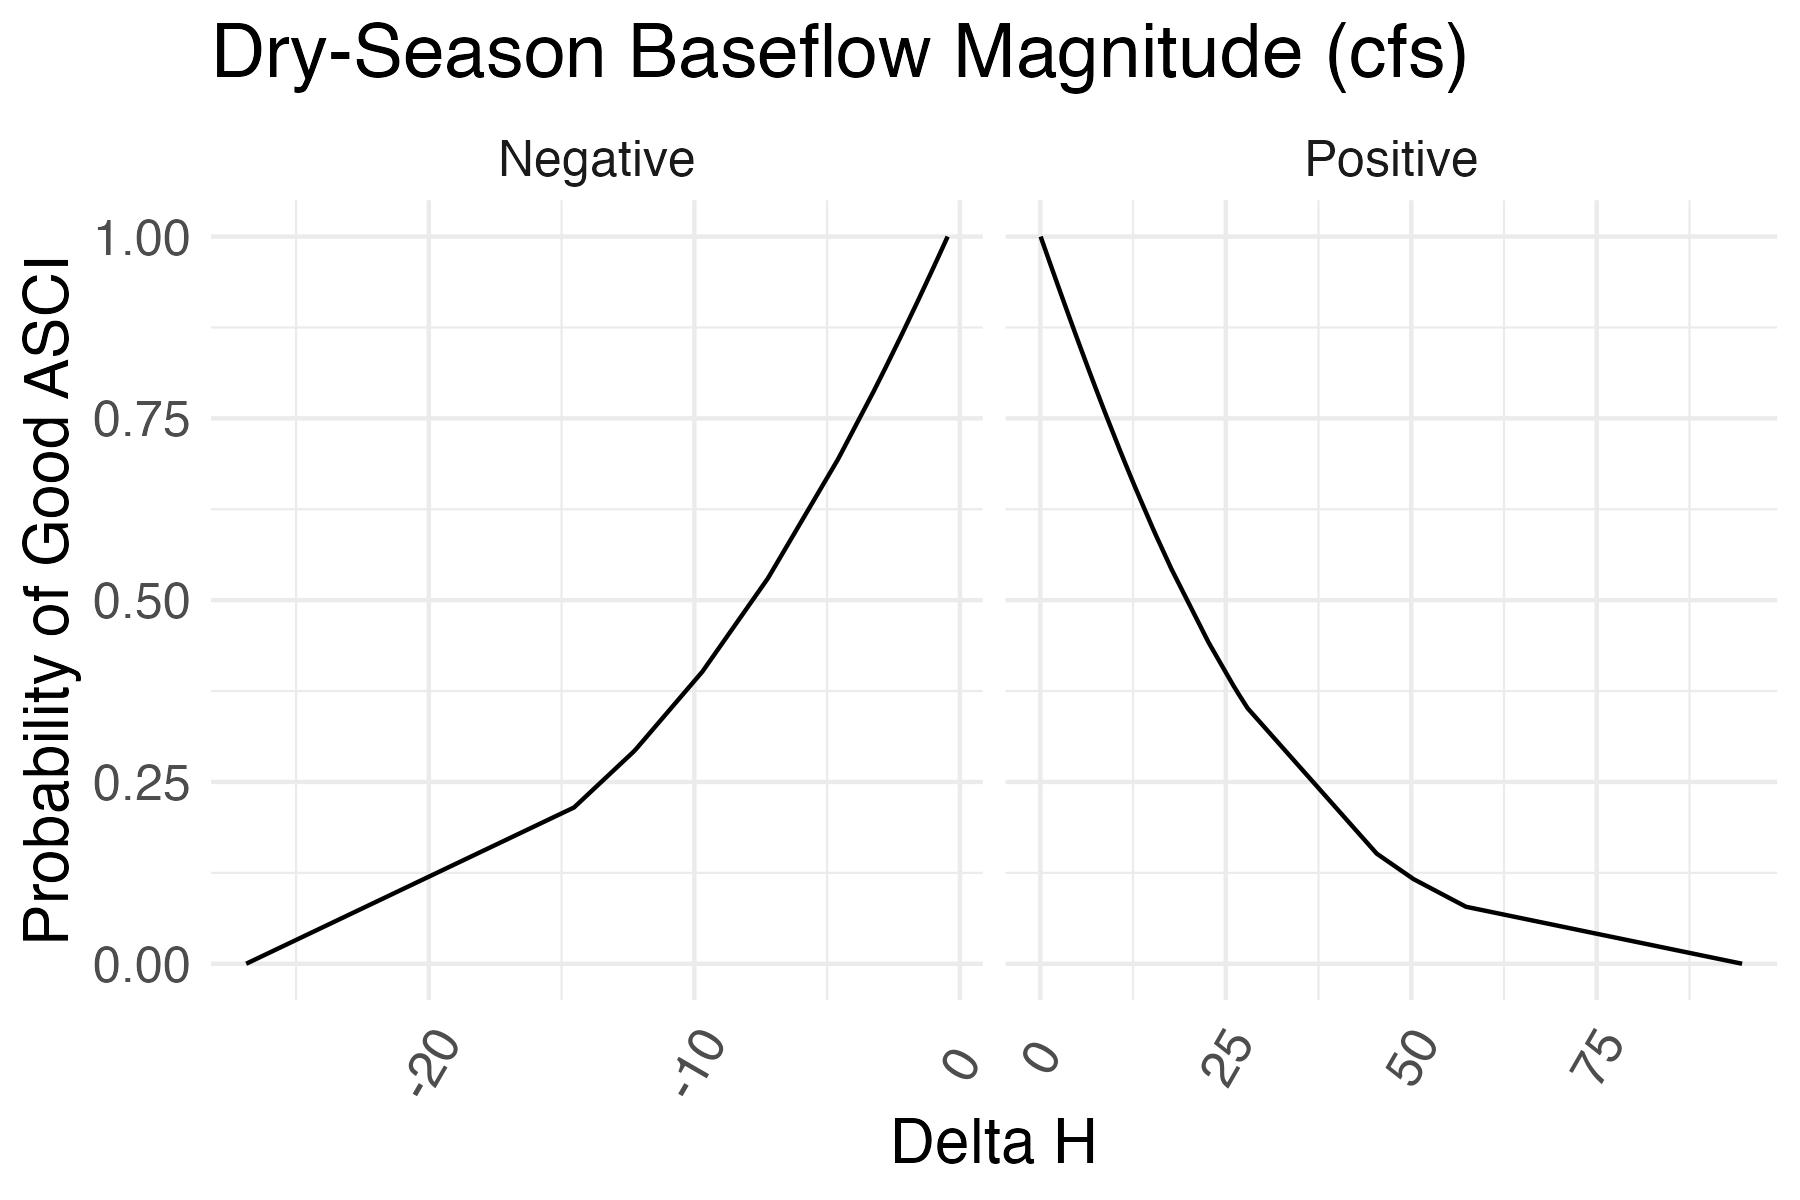 Dry-Season Baseflow Magnitude (cfs)
Negative
Positive
Probability of Good ASCI
1.00
0.75
0.50
0.25
0.00
-20
-10
0
0
25
50
75
Delta H